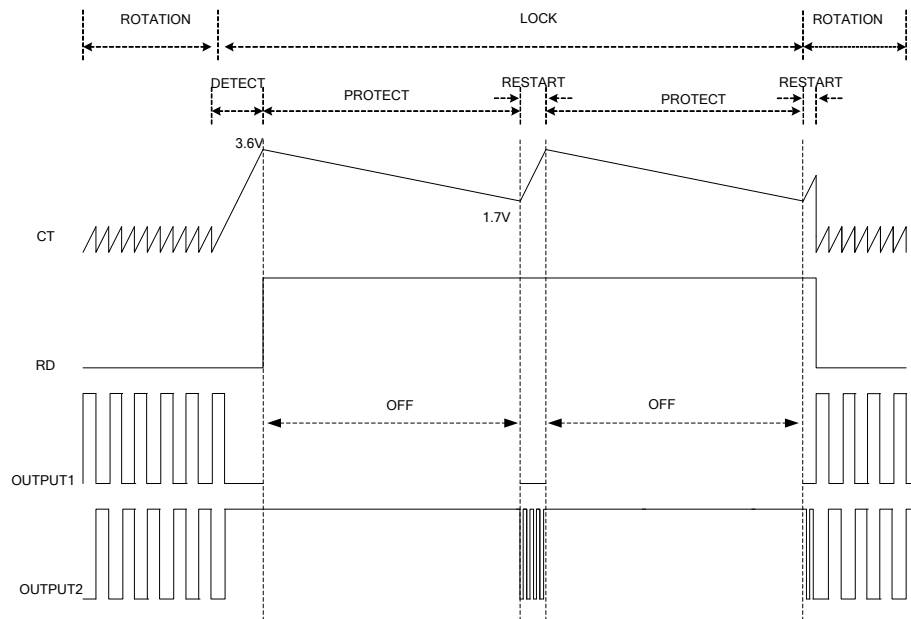 ROTATION
LOCK
ROTATION
DETECT
PROTECT
RESTART
PROTECT
RESTART
3.6V
1.7V
CT
RD
OFF
OFF
OUTPUT1
OUTPUT2